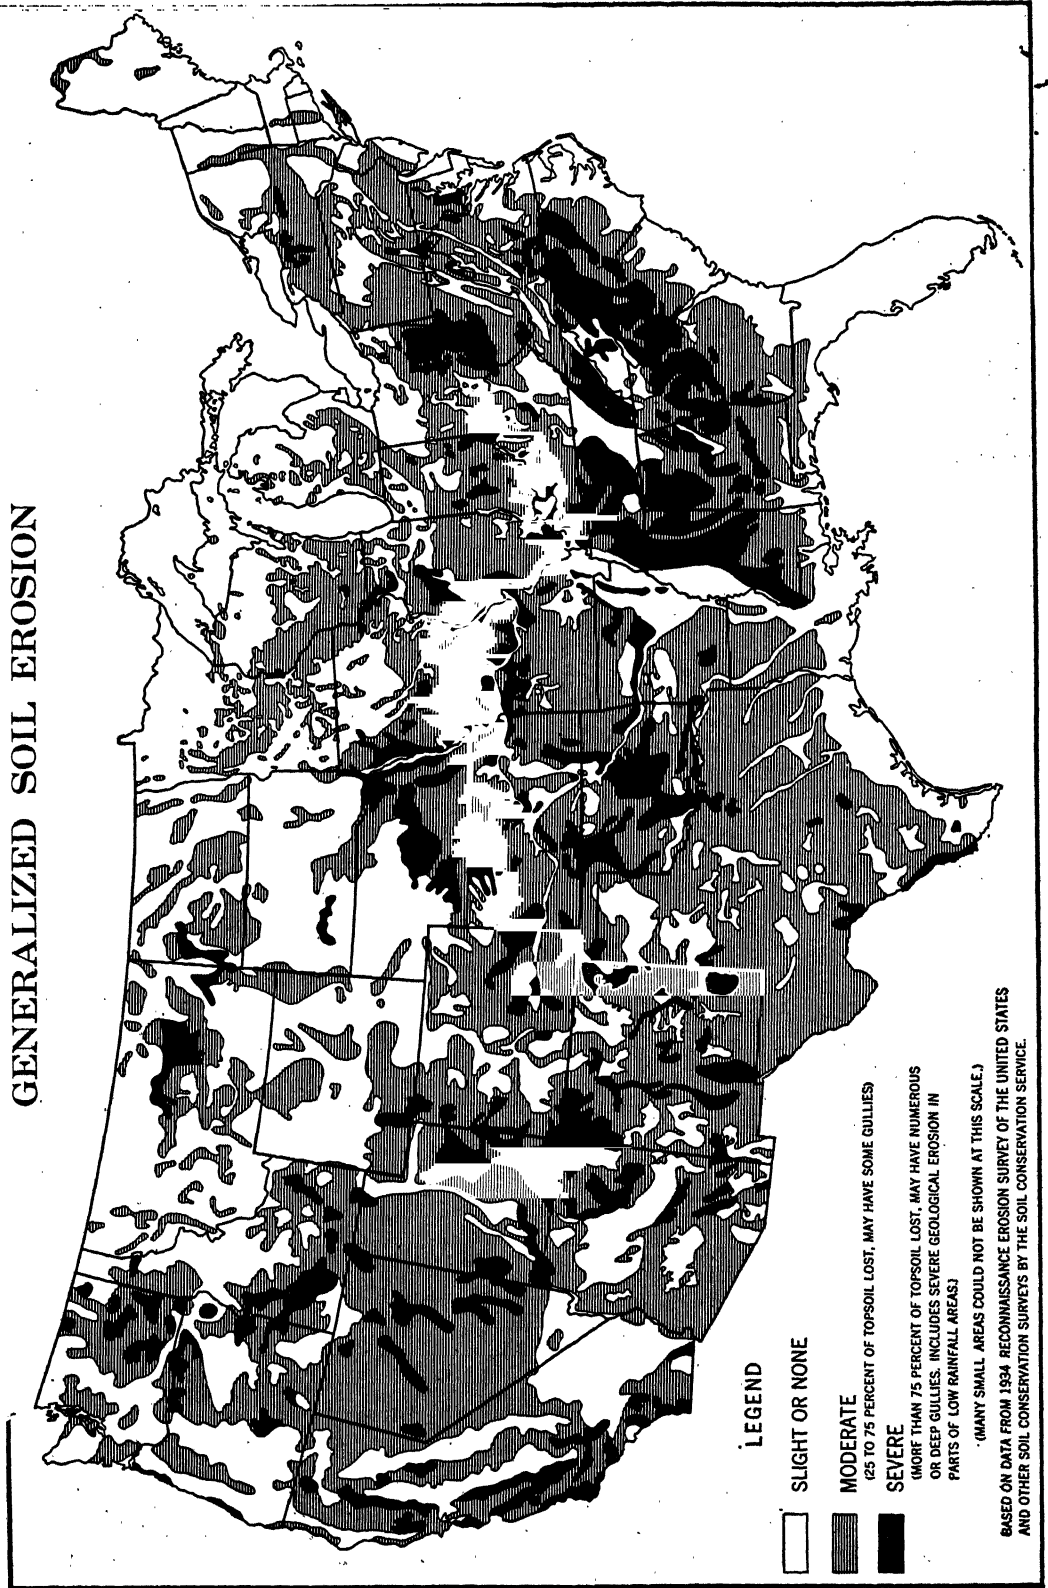 GENERALIZED SOIL EROSION
LEGEND
SLIGHT OR NONE
MODERATE
(25 TO 75 PERCENT OF TOPSOIL LOST, MAY HAVE SOME GULLIES)
SEVERE
(MORE THAN 75 PERCENT OF TOPSOIL LOST, MAY HAVE NUMEROUS
OR DEEP GULLIES. INCLUDES SEVERE GEOLOGICAL EROSION IN
PARTS OF LOW RAINFALL AREAS.)
(MANY SMALL AREAS COULD NOT BE SHOWN AT THIS SCALE.)
BASED ON DATA FROM 1934 RECONNAISSANCE EROSION SURVEY OF THE UNITED STATES
AND OTHER SOIL CONSERVATION SURVEYS BY THE SOIL CONSERVATION SERVICE.